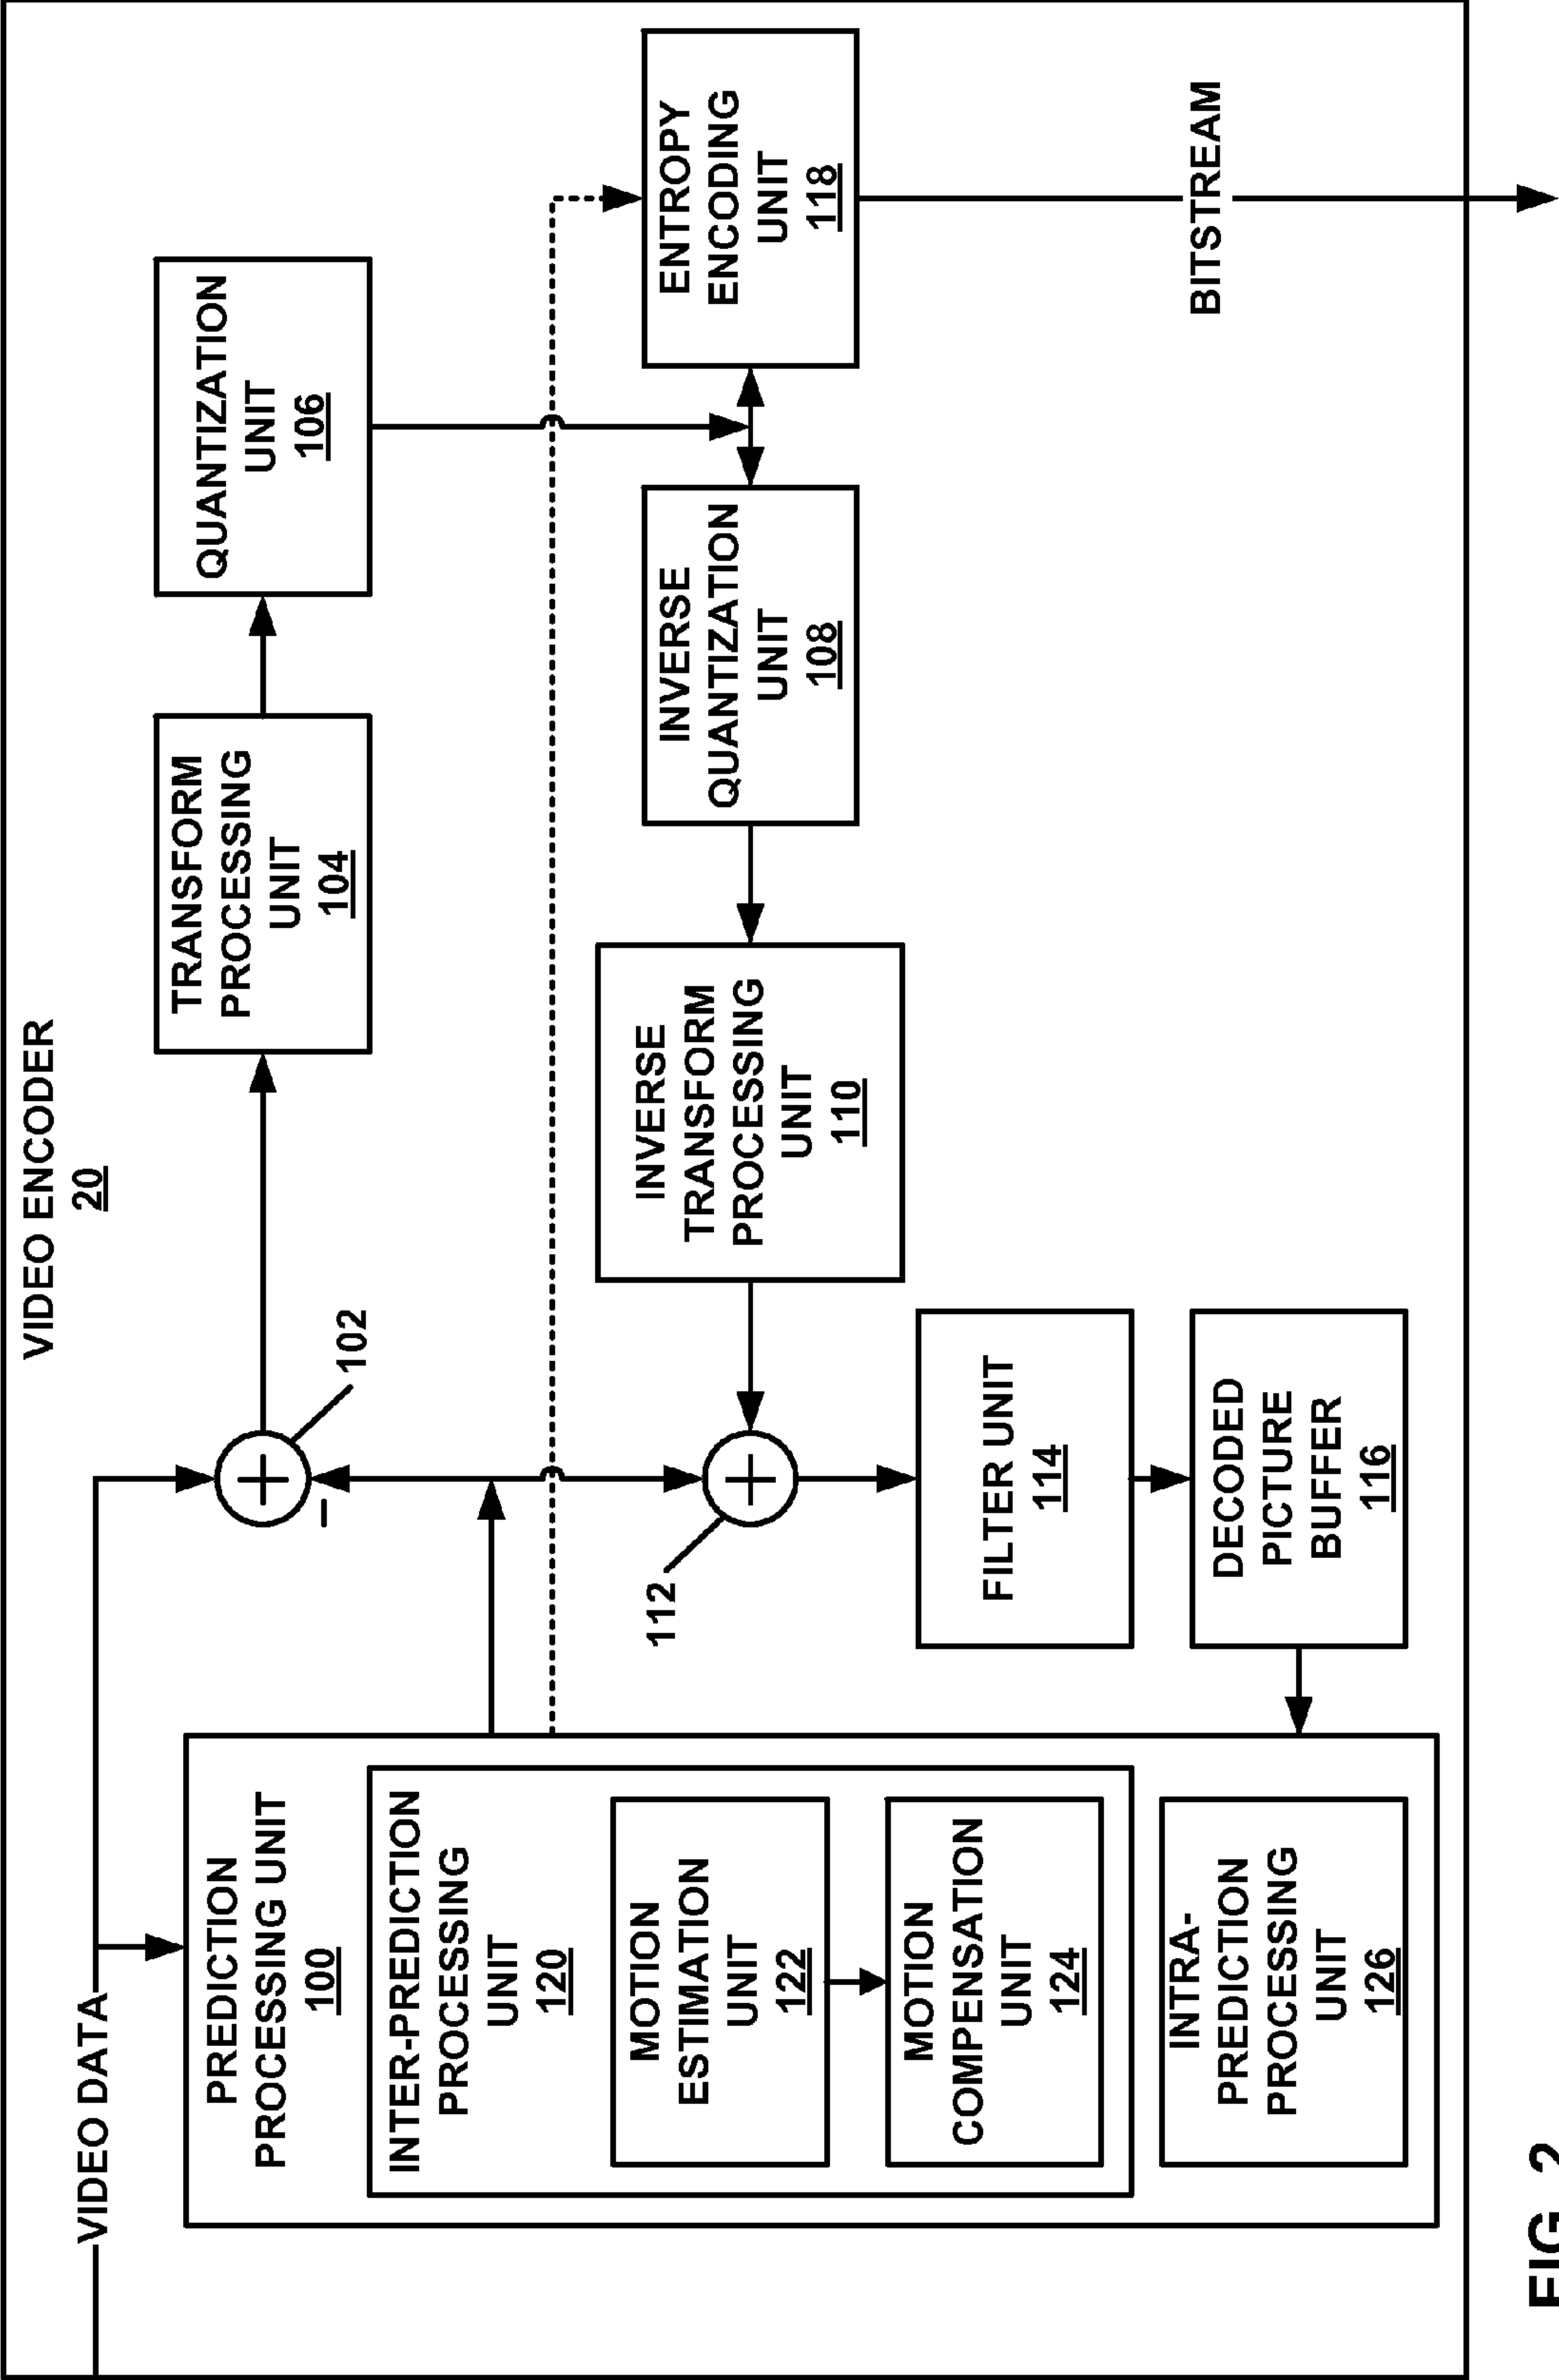 VIDEO ENCODER
20
VIDEO DATA
PREDICTION
PROCESSING UNIT
100
INTER-PREDICTION
PROCESSING
UNIT
120
MOTION
ESTIMATION
UNIT
122
MOTION
COMPENSATION
UNIT
124
INTRA-
PREDICTION
PROCESSING
UNIT
126
102
–
TRANSFORM
PROCESSING
UNIT
104
QUANTIZATION
UNIT
106
112
INVERSE
TRANSFORM
PROCESSING
UNIT
110
INVERSE
QUANTIZATION
UNIT
108
ENTROPY
ENCODING
UNIT
118
FILTER UNIT
114
DECODED
PICTURE
BUFFER
116
BITSTREAM
FIG. 2